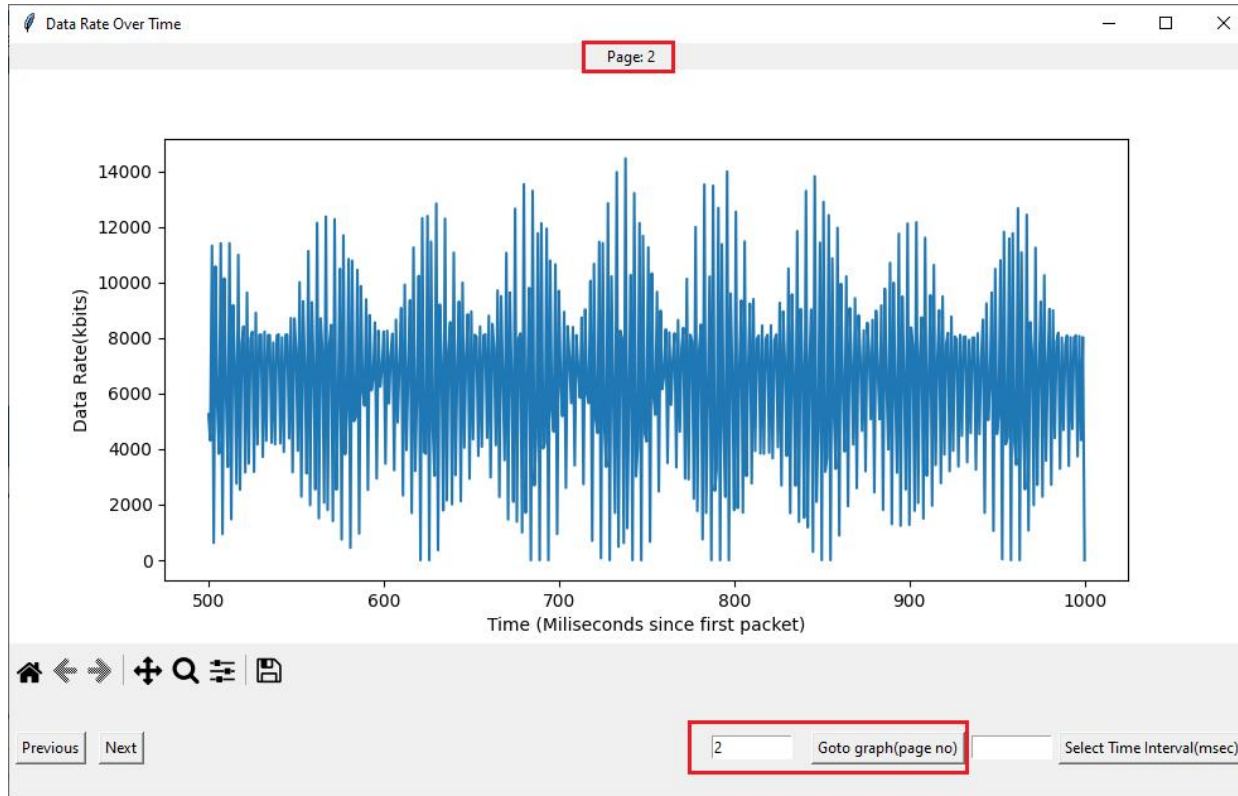 Data Rate Over Time
Page: 2
14000
12000
10000
8000
6000
4000
2000
0
Data Rate(kbits)
500 600 700 800 900 1000
Time (Miliseconds since first packet)
Previous Next 2 Goto graph(page no) Select Time Interval(msec)